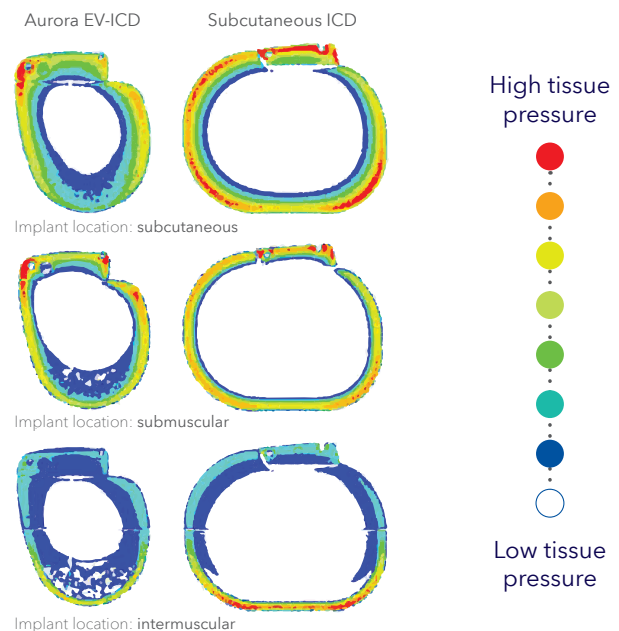 Aurora EV-ICD
Subcutaneous ICD
Implant location: subcutaneous
Implant location: submuscular
Implant location: intermuscular
High tissue
pressure
Low tissue
pressure